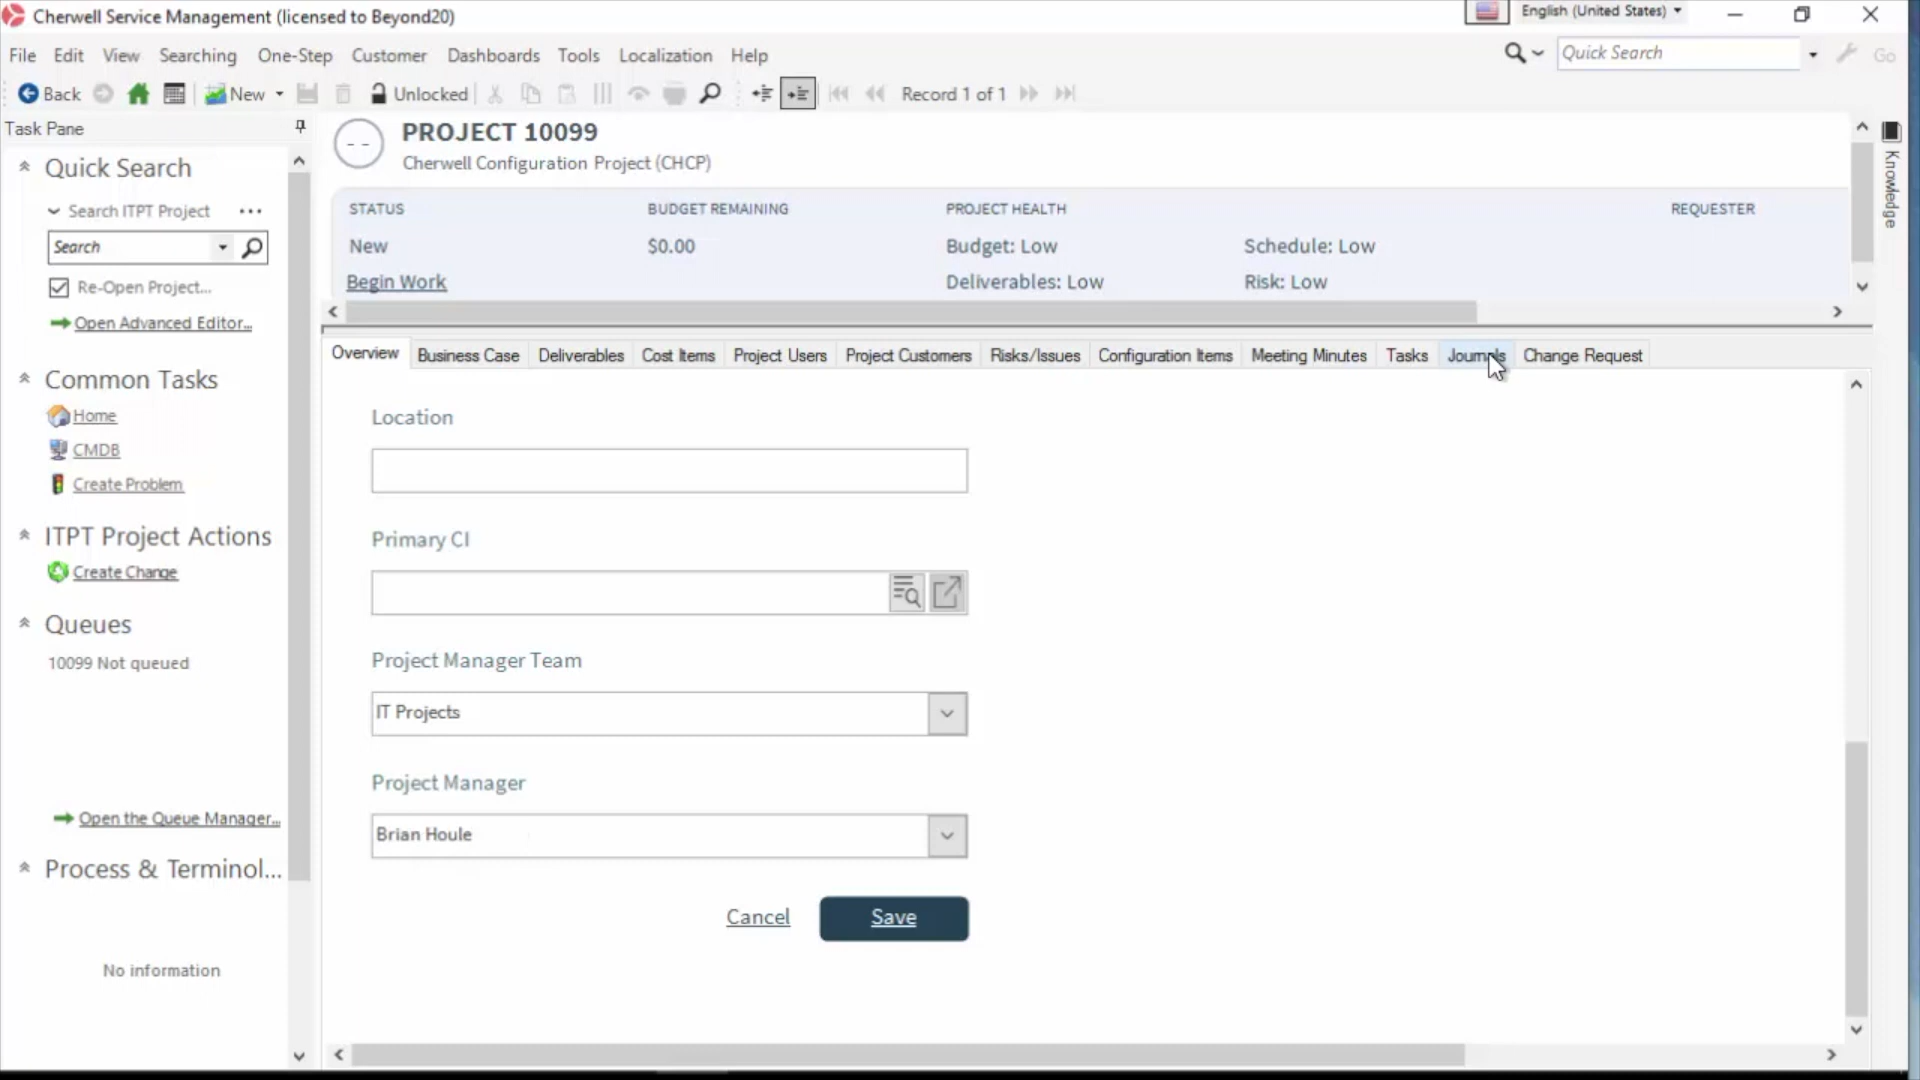 Cherwell Service Management (licensed to Beyond20)
English (United States)
File Edit View Searching One-Step Customer Dashboards Tools Localization Help
Quick Search
Go
Back
New
Unlocked
Record 1 of 1
Task Pane
Quick Search
Search ITPT Project
Search
Re-Open Project...
Open Advanced Editor...
Common Tasks
Home
CMDB
Create Problem
ITPT Project Actions
Create Change
Queues
10099 Not queued
Open the Queue Manager...
Process & Terminol...
No information
- -
PROJECT 10099
Cherwell Configuration Project (CHCP)
STATUS BUDGET REMAINING PROJECT HEALTH REQUESTER
New $0.00 Budget: Low Schedule: Low
Begin Work Deliverables: Low Risk: Low
Knowledge
Overview Business Case Deliverables Cost Items Project Users Project Customers Risks/Issues Configuration Items Meeting Minutes Tasks Journals Change Request
Location
Primary CI
Project Manager Team
IT Projects
Project Manager
Brian Houle
Cancel Save